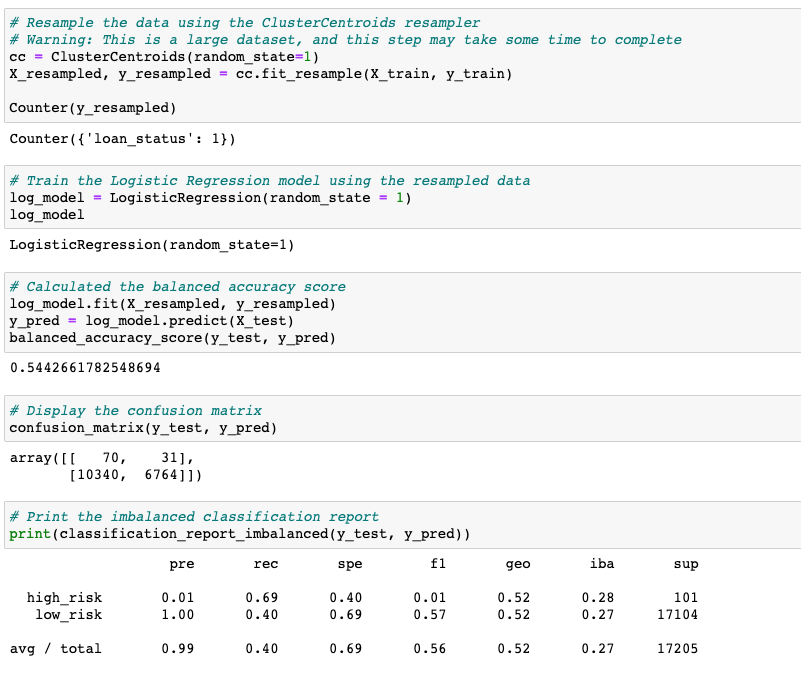 # Resample the data using the ClusterCentroids resampler
# Warning: This is a large dataset, and this step may take some time to complete
cc = ClusterCentroids(random_state=1)
X_resampled, y_resampled = cc.fit_resample(X_train, y_train)
Counter(y_resampled)
Counter({'loan_status': 1})
# Train the Logistic Regression model using the resampled data
log_model = LogisticRegression(random_state = 1)
log_model
LogisticRegression(random_state=1)
# Calculated the balanced accuracy score
log_model.fit(X_resampled, y_resampled)
y_pred = log_model.predict(X_test)
balanced_accuracy_score(y_test, y_pred)
0.5442661782548694
# Display the confusion matrix
confusion_matrix(y_test, y_pred)
array([[   70,    31],
       [10340,  6764]])
# Print the imbalanced classification report
print(classification_report_imbalanced(y_test, y_pred))
                   pre       rec       spe        f1       geo       iba       sup
  high_risk       0.01      0.69      0.40      0.01      0.52      0.28       101
   low_risk       1.00      0.40      0.69      0.57      0.52      0.27     17104
avg / total       0.99      0.40      0.69      0.56      0.52      0.27     17205